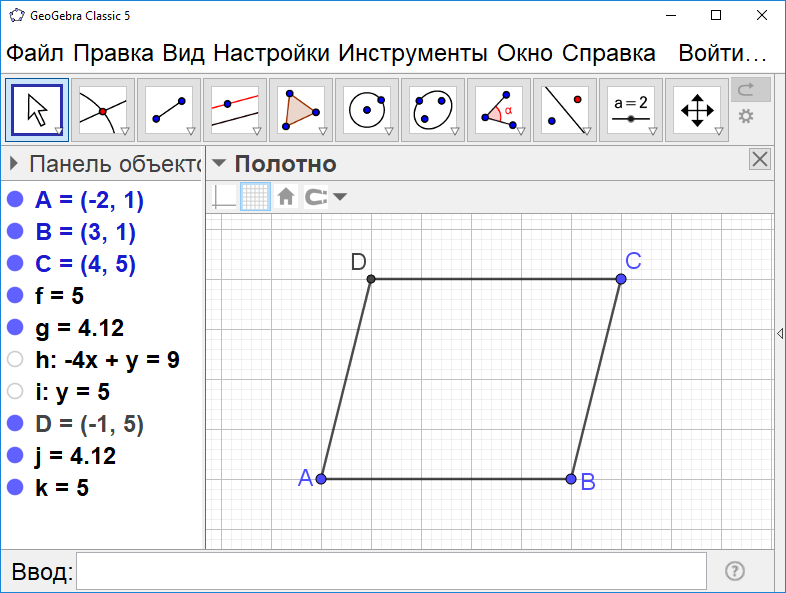 GeoGebra Classic 5
Файл Правка Вид Настройки Инструменты Окно Справка Войти…
α
a = 2
Панель объекто
Полотно
A = (-2, 1)
B = (3, 1)
C = (4, 5)
f = 5
g = 4.12
h: -4x + y = 9
i: y = 5
D = (-1, 5)
j = 4.12
k = 5
D
C
A
B
Ввод:
?